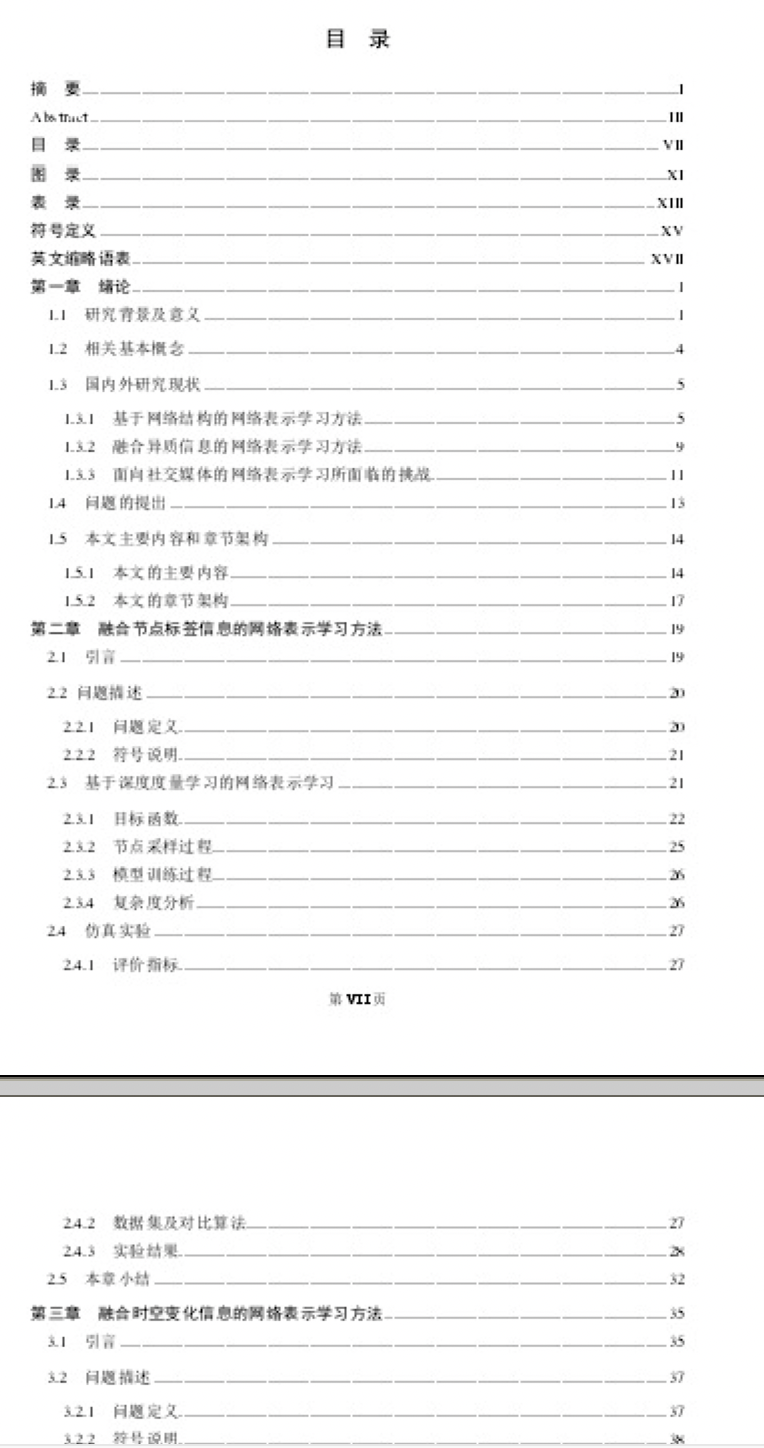 目 录
摘 要 I
Abstract III
目 录 VII
图 录 XI
表 录 XIII
符号定义 XV
英文缩略语表 XVII
第一章 绪论 1
1.1 研究背景及意义 1
1.2 相关基本概念 4
1.3 国内外研究现状 5
1.3.1 基于网络结构的网络表示学习方法 5
1.3.2 融合异质信息的网络表示学习方法 9
1.3.3 面向社交媒体的网络表示学习所面临的挑战 11
1.4 问题的提出 13
1.5 本文主要内容和章节架构 14
1.5.1 本文的主要内容 14
1.5.2 本文的章节架构 17
第二章 融合节点标签信息的网络表示学习方法 19
2.1 引言 19
2.2 问题描述 20
2.2.1 问题定义 20
2.2.2 符号说明 21
2.3 基于深度度量学习的网络表示学习 21
2.3.1 目标函数 22
2.3.2 节点采样过程 25
2.3.3 模型训练过程 26
2.3.4 复杂度分析 26
2.4 仿真实验 27
2.4.1 评价指标 27
第 VII 页
2.4.2 数据集及对比算法 27
2.4.3 实验结果 28
2.5 本章小结 32
第三章 融合时空变化信息的网络表示学习方法 35
3.1 引言 35
3.2 问题描述 37
3.2.1 问题定义 37
3.2.2 符号说明 38